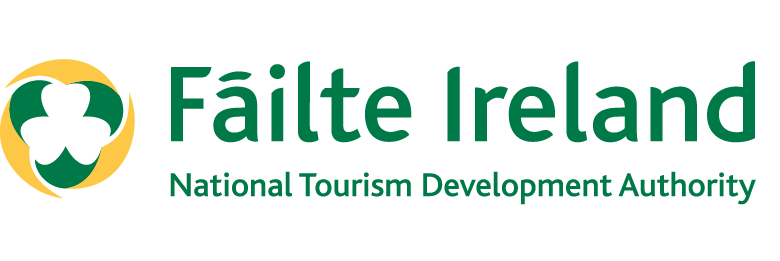 Fáilte Ireland
National Tourism Development Authority